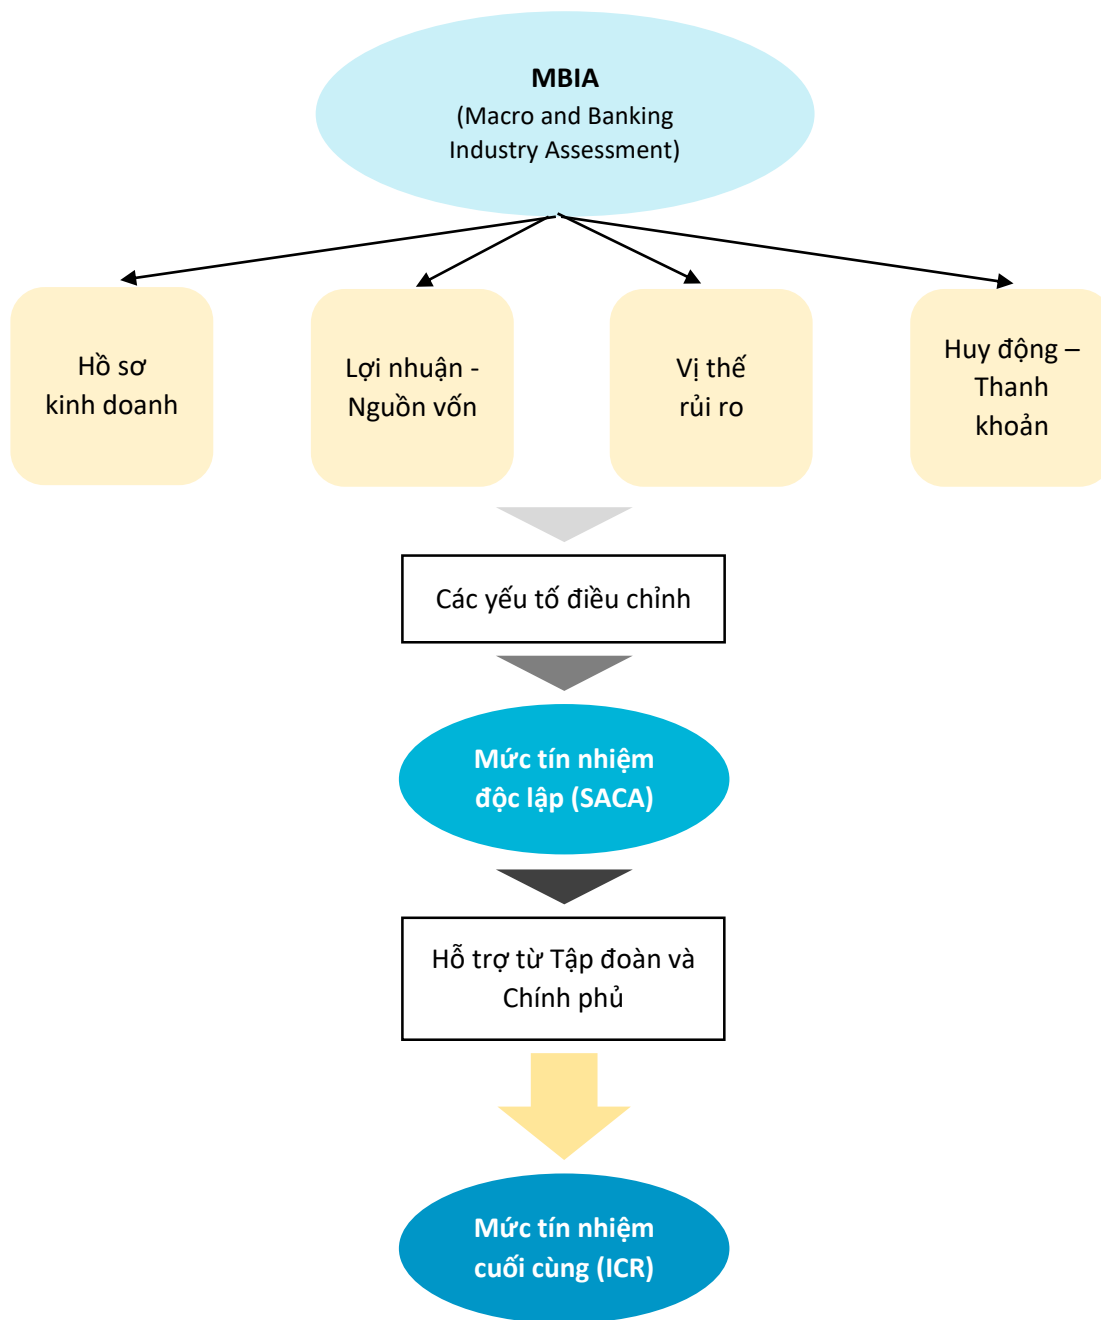 MBIA
(Macro and Banking
Industry Assessment)
Hồ sơ
kinh doanh
Lợi nhuận -
Nguồn vốn
Vị thế
rủi ro
Huy động –
Thanh
khoản
Các yếu tố điều chỉnh
Mức tín nhiệm
độc lập (SACA)
Hỗ trợ từ Tập đoàn và
Chính phủ
Mức tín nhiệm
cuối cùng (ICR)